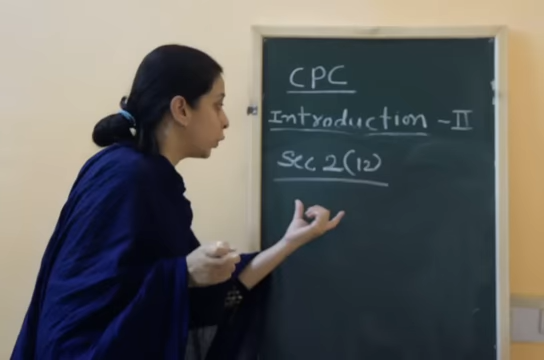 CPC
Introduction - II
Sec 2(12)